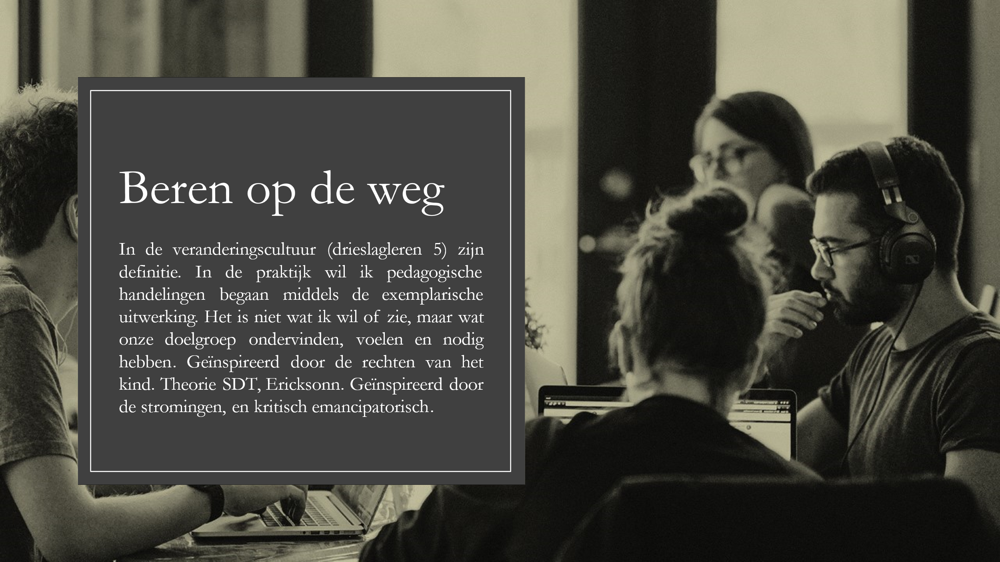 Beren op de weg
In de veranderingscultuur (drieslagleren 5) zijn
definitie. In de praktijk wil ik pedagogische
handelingen begaan middels de exemplarische
uitwerking. Het is niet wat ik wil of zie, maar wat
onze doelgroep ondervinden, voelen en nodig
hebben. Geïnspireerd door de rechten van het
kind. Theorie SDT, Ericksonn. Geïnspireerd door
de stromingen, en kritisch emancipatorisch.